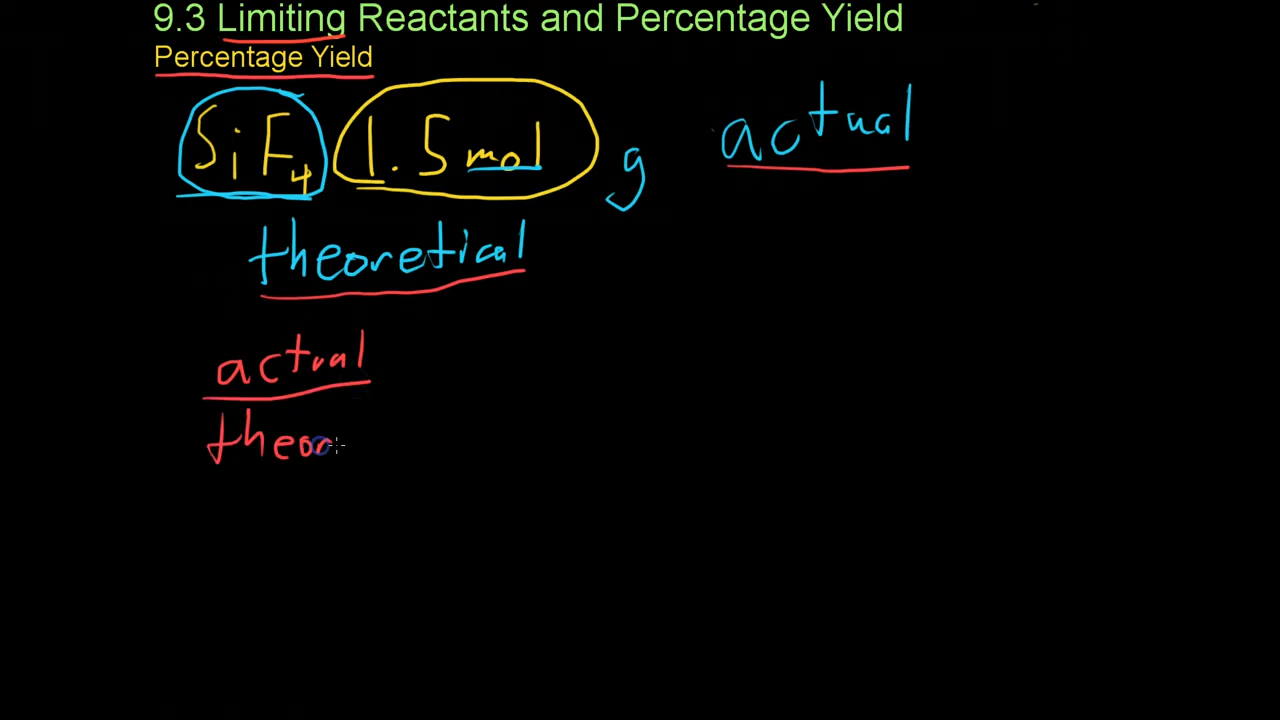 9.3 Limiting Reactants and Percentage Yield
Percentage Yield
SiF4 1.5 mol g actual
theoretical
actual
theor